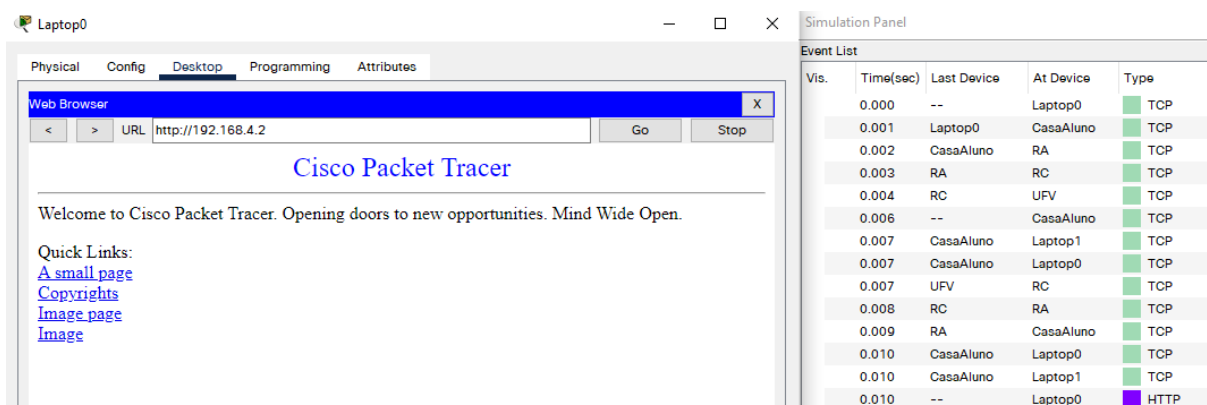 Laptop0
Physical Config Desktop Programming Attributes
Web Browser X
< > URL http://192.168.4.2 Go Stop
Cisco Packet Tracer
Welcome to Cisco Packet Tracer. Opening doors to new opportunities. Mind Wide Open.
Quick Links:
A small page
Copyrights
Image page
Image
Simulation Panel
Event List
Vis. Time(sec) Last Device At Device Type
0.000 -- Laptop0 TCP
0.001 Laptop0 CasaAluno TCP
0.002 CasaAluno RA TCP
0.003 RA RC TCP
0.004 RC UFV TCP
0.006 -- CasaAluno TCP
0.007 CasaAluno Laptop1 TCP
0.007 CasaAluno Laptop0 TCP
0.007 UFV RC TCP
0.008 RC RA TCP
0.009 RA CasaAluno TCP
0.010 CasaAluno Laptop0 TCP
0.010 CasaAluno Laptop1 TCP
0.010 -- Laptop0 HTTP